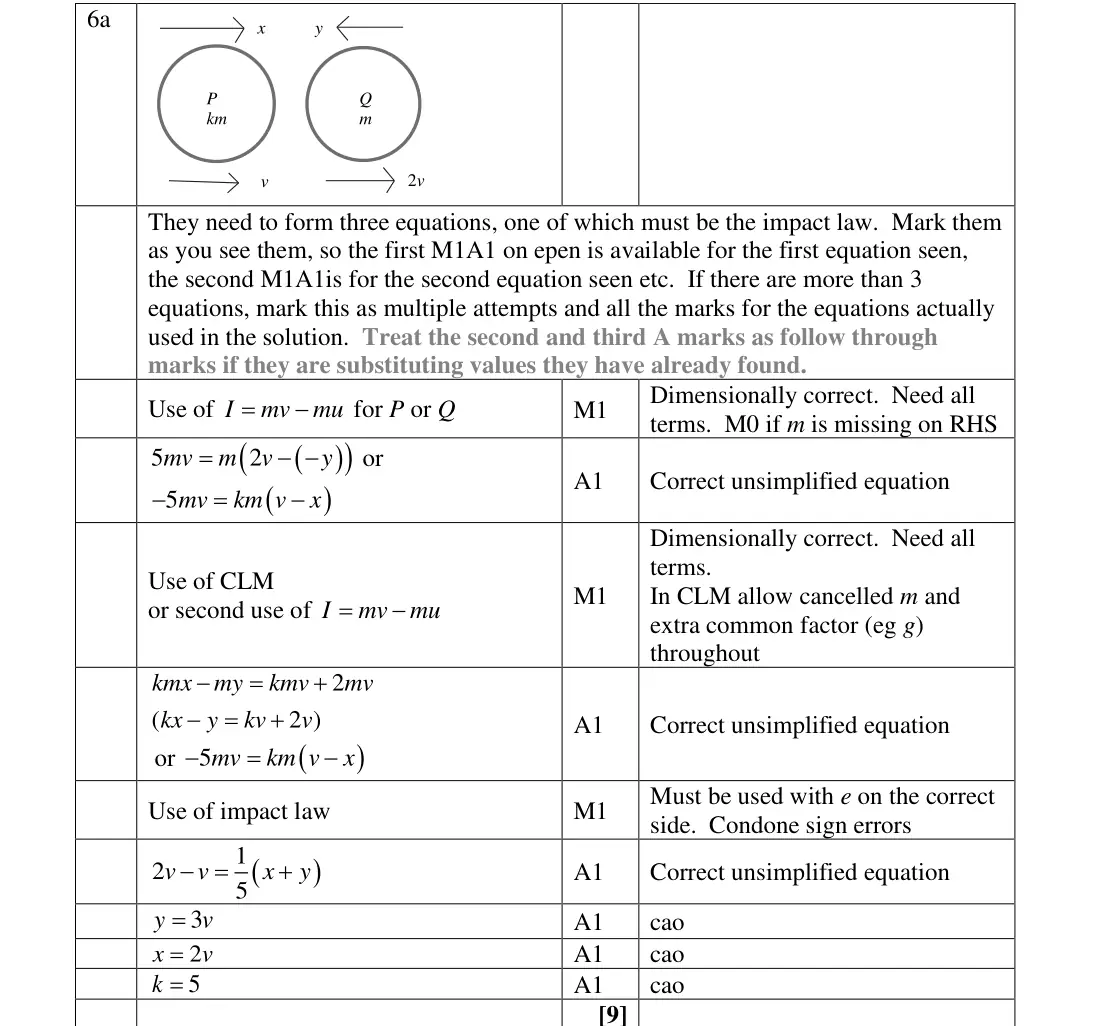 6a
x y
P Q
km m
v 2v
They need to form three equations, one of which must be the impact law. Mark them
as you see them, so the first M1A1 on epen is available for the first equation seen,
the second M1A1is for the second equation seen etc. If there are more than 3
equations, mark this as multiple attempts and all the marks for the equations actually
used in the solution. Treat the second and third A marks as follow through
marks if they are substituting values they have already found.
Use of I = mv − mu for P or Q
M1
Dimensionally correct. Need all
terms. M0 if m is missing on RHS
5mv = m(2v − (−y)) or
−5mv = km(v − x)
A1
Correct unsimplified equation
Use of CLM
or second use of I = mv − mu
M1
Dimensionally correct. Need all
terms.
In CLM allow cancelled m and
extra common factor (eg g)
throughout
kmx − my = kmv + 2mv
(kx − y = kv + 2v)
or −5mv = km(v − x)
A1
Correct unsimplified equation
Use of impact law
M1
Must be used with e on the correct
side. Condone sign errors
2v − v = 1/5 (x + y)
A1
Correct unsimplified equation
y = 3v
A1
cao
x = 2v
A1
cao
k = 5
A1
cao
[9]